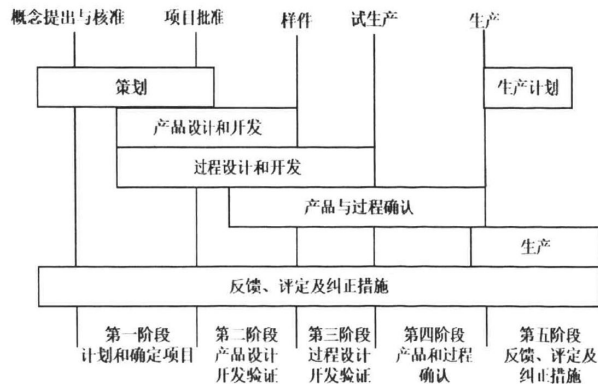 概念提出与核准 项目批准 样件 试生产 生产
策划 生产计划
产品设计和开发
过程设计和开发
产品与过程确认
生产
反馈、评定及纠正措施
第一阶段 第二阶段 第三阶段 第四阶段 第五阶段
计划和确定项目 产品设计 过程设计 产品和过程 反馈、评定及
开发验证 开发验证 确认 纠正措施